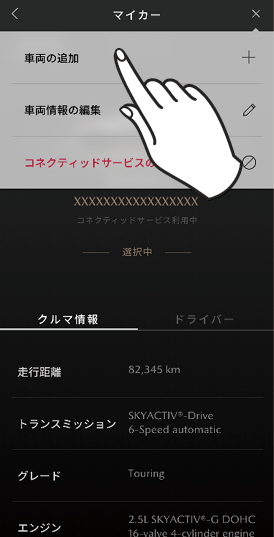 マイカー
車両の追加
車両情報の編集
コネクティッドサービスの
XXXXXXXXXXXXXXXXX
コネクティッドサービス利用中
選択中
クルマ情報 ドライバー
走行距離 82,345 km
トランスミッション SKYACTIV®-Drive
6-Speed automatic
グレード Touring
エンジン 2.5L SKYACTIV®-G DOHC
16-valve 4-cylinder engine